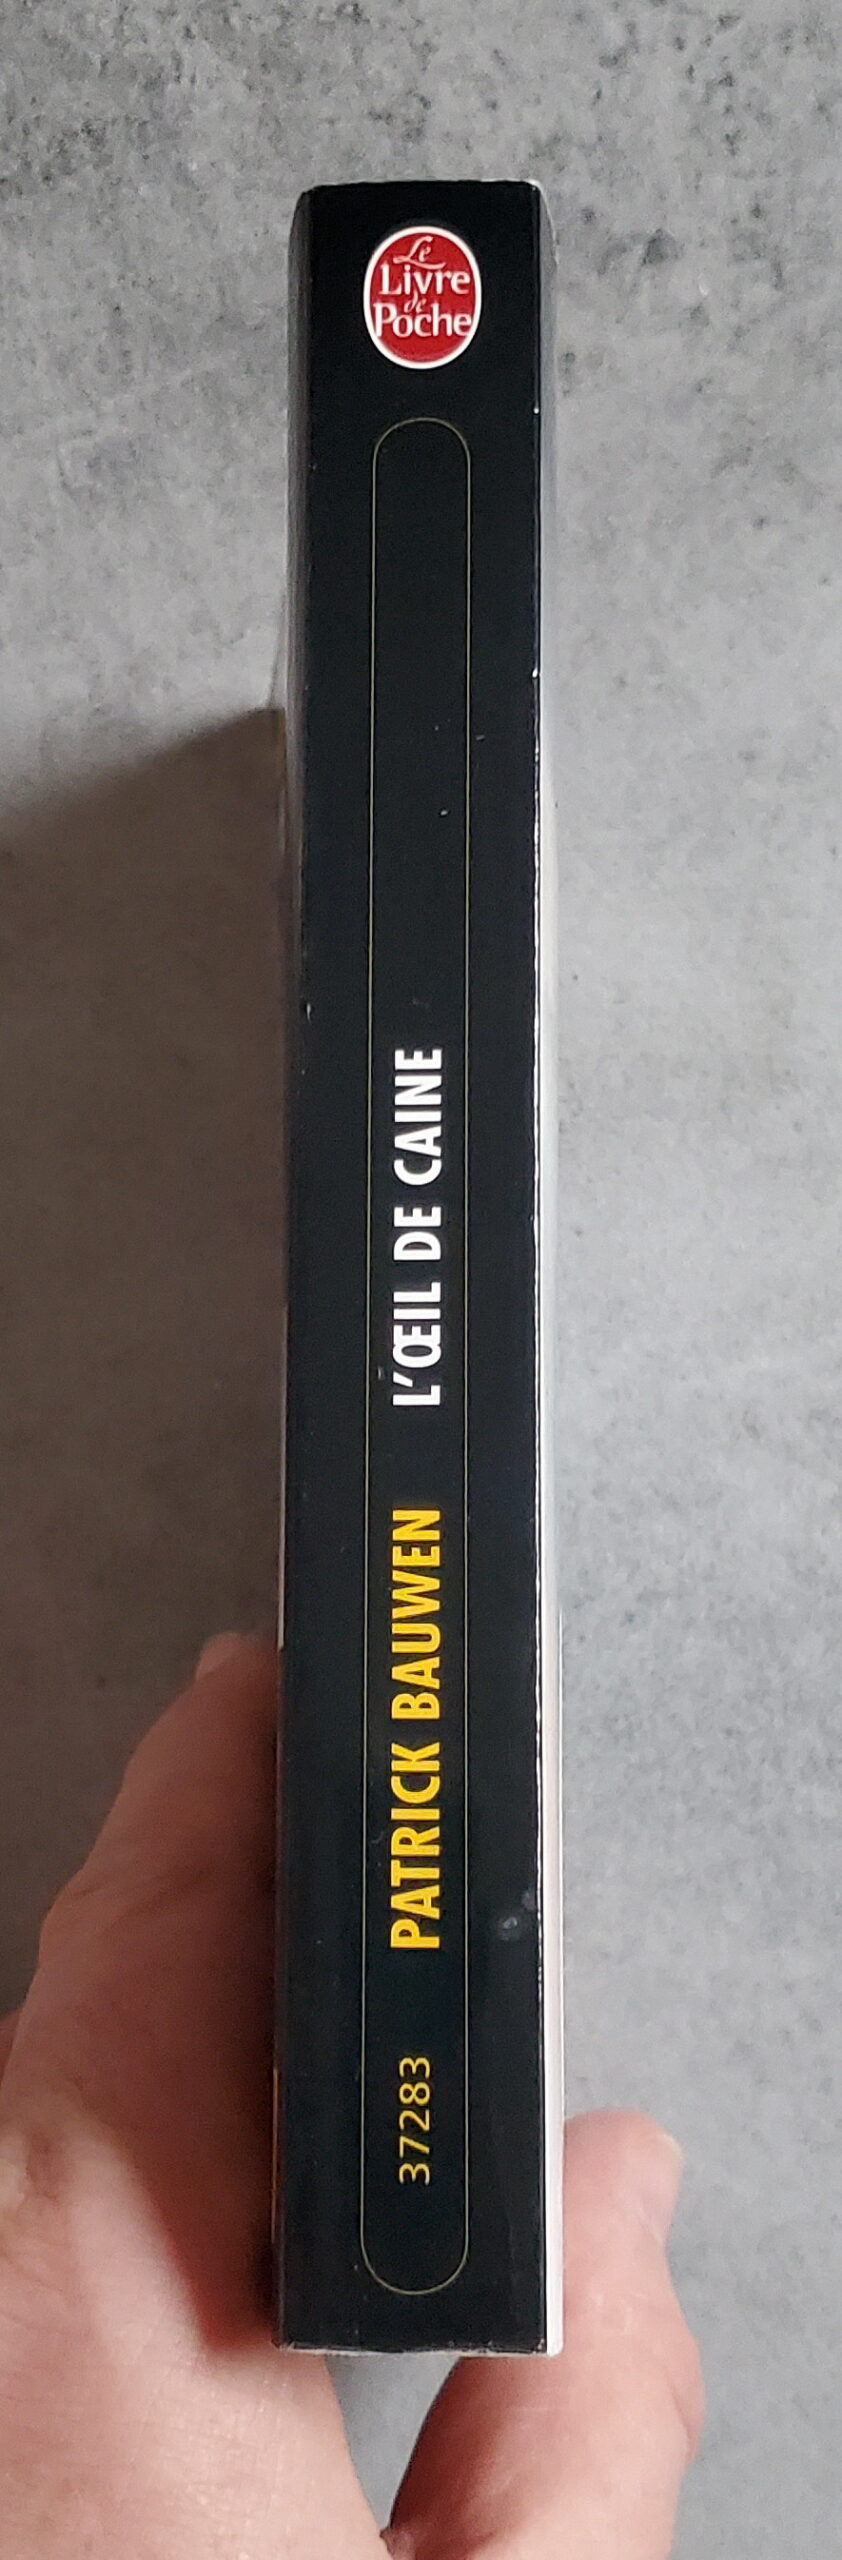 Le
Livre
de
Poche
L'ŒIL DE CAINE
PATRICK BAUWEN
37283